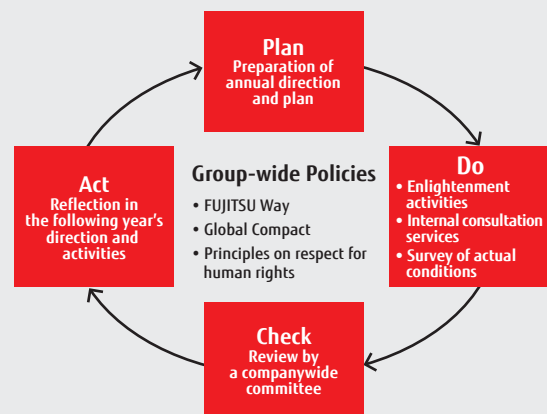 Plan
Preparation of
annual direction
and plan
Do
• Enlightenment
activities
• Internal consultation
services
• Survey of actual
conditions
Check
Review by
a companywide
committee
Act
Reflection in
the following year's
direction and
activities
Group-wide Policies
• FUJITSU Way
• Global Compact
• Principles on respect for
human rights